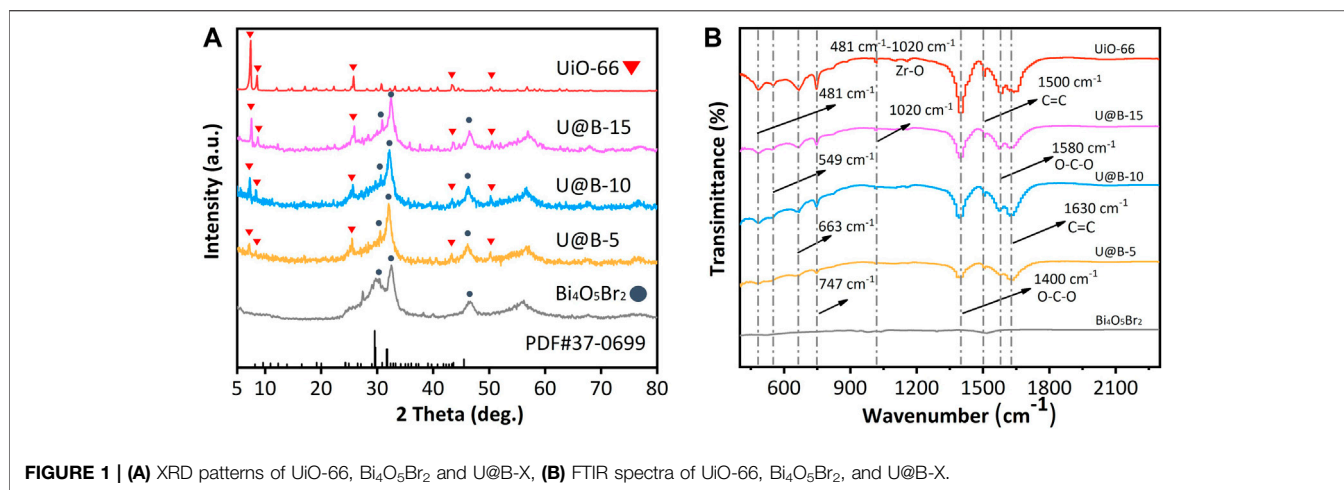 A
UiO-66
U@B-15
U@B-10
U@B-5
Bi₄O₅Br₂
PDF#37-0699
Intensity (a.u.)
5 10 20 30 40 50 60 70 80
2 Theta (deg.)
B
481 cm⁻¹-1020 cm⁻¹
Zr-O
UiO-66
481 cm⁻¹
1500 cm⁻¹
C=C
1020 cm⁻¹
U@B-15
549 cm⁻¹
1580 cm⁻¹
O-C-O
U@B-10
663 cm⁻¹
1630 cm⁻¹
C=C
U@B-5
747 cm⁻¹
1400 cm⁻¹
O-C-O
Bi₄O₅Br₂
Transimittance (%)
600 900 1200 1500 1800 2100
Wavenumber (cm⁻¹)
FIGURE 1 | (A) XRD patterns of UiO-66, Bi₄O₅Br₂ and U@B-X, (B) FTIR spectra of UiO-66, Bi₄O₅Br₂, and U@B-X.